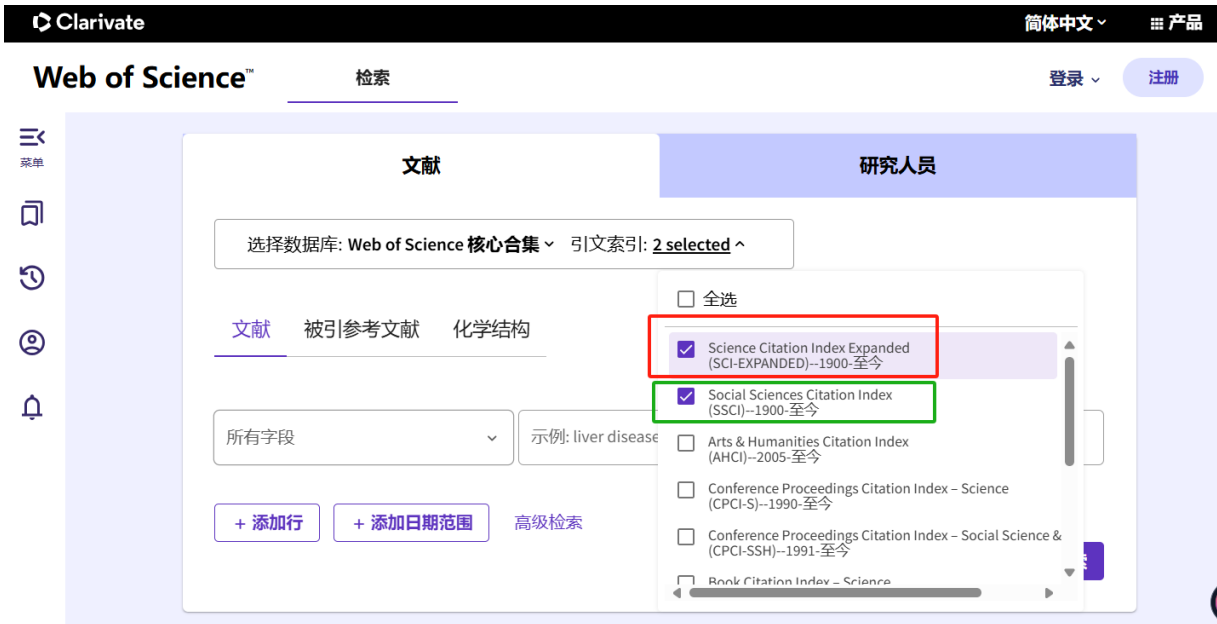 Clarivate
简体中文
产品
Web of Science™
检索
登录
注册
菜单
文献
研究人员
选择数据库: Web of Science 核心合集
引文索引: 2 selected
全选
文献
被引参考文献
化学结构
Science Citation Index Expanded
(SCI-EXPANDED)--1900-至今
Social Sciences Citation Index
(SSCI)--1900-至今
Arts & Humanities Citation Index
(AHCI)--2005-至今
Conference Proceedings Citation Index – Science
(CPCI-S)--1990-至今
Conference Proceedings Citation Index – Social Science &
(CPCI-SSH)--1991-至今
Book Citation Index – Science
所有字段
示例: liver disease
+ 添加行
+ 添加日期范围
高级检索